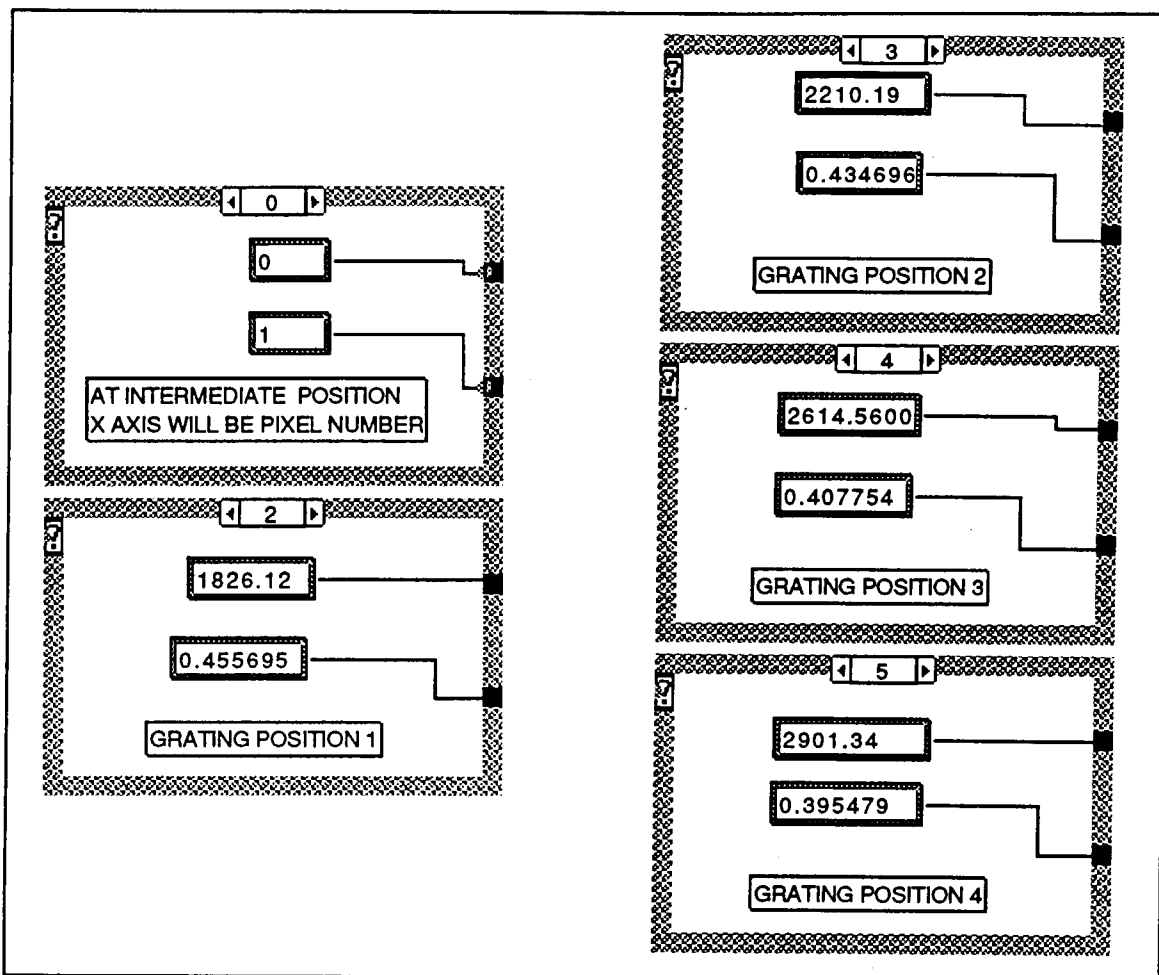 0
0
1
AT INTERMEDIATE POSITION
X AXIS WILL BE PIXEL NUMBER
2
1826.12
0.455695
GRATING POSITION 1
3
2210.19
0.434696
GRATING POSITION 2
4
2614.5600
0.407754
GRATING POSITION 3
5
2901.34
0.395479
GRATING POSITION 4